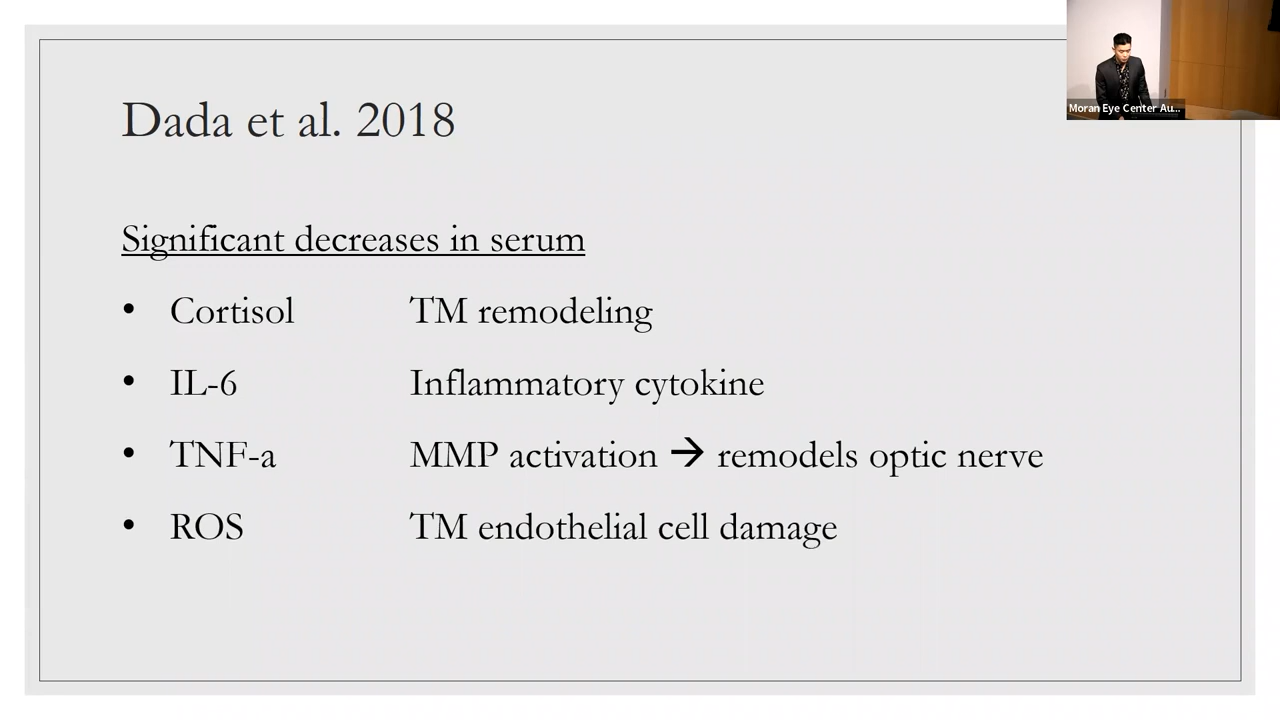 Dada et al. 2018
Moran Eye Center Au...
Significant decreases in serum
• Cortisol TM remodeling
• IL-6 Inflammatory cytokine
• TNF-a MMP activation → remodels optic nerve
• ROS TM endothelial cell damage